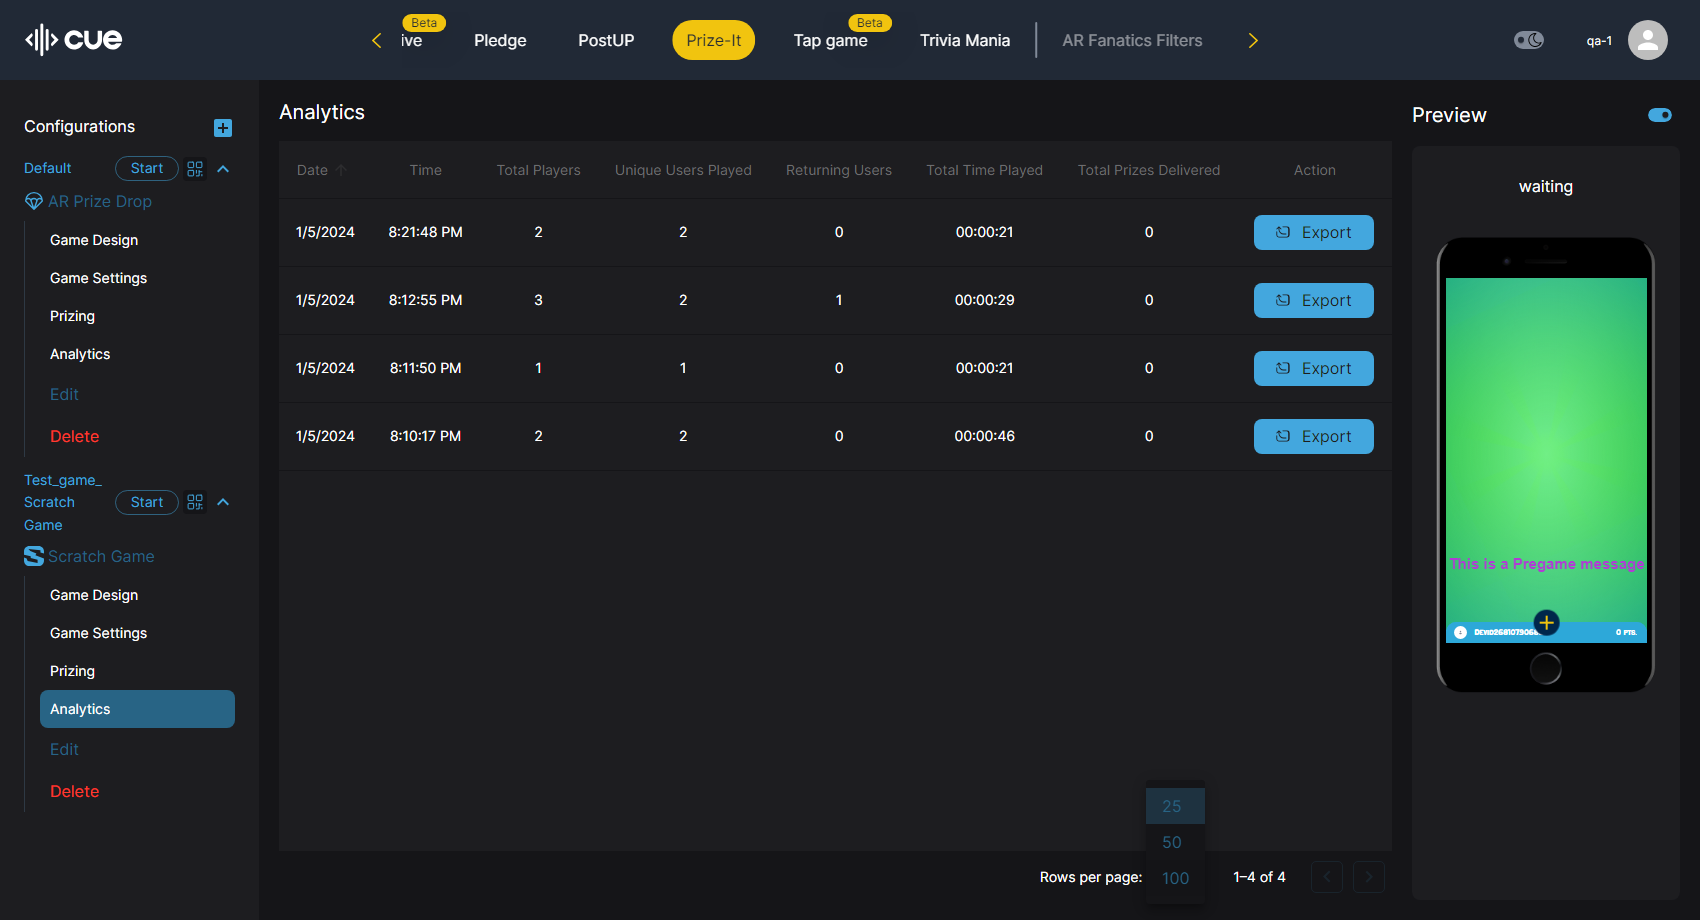 cue
Beta
ive
Pledge
PostUP
Prize-It
Beta
Tap game
Trivia Mania
AR Fanatics Filters
qa-1
Configurations
Default
Start
AR Prize Drop
Game Design
Game Settings
Prizing
Analytics
Edit
Delete
Test_game_
Scratch
Game
Start
Scratch Game
Game Design
Game Settings
Prizing
Analytics
Edit
Delete
Analytics
Date Time Total Players Unique Users Played Returning Users Total Time Played Total Prizes Delivered Action
1/5/2024 8:21:48 PM 2 2 0 00:00:21 0 Export
1/5/2024 8:12:55 PM 3 2 1 00:00:29 0 Export
1/5/2024 8:11:50 PM 1 1 0 00:00:21 0 Export
1/5/2024 8:10:17 PM 2 2 0 00:00:46 0 Export
25
50
100
Rows per page:
1–4 of 4
Preview
waiting
This is a Pregame message
0 PTS.